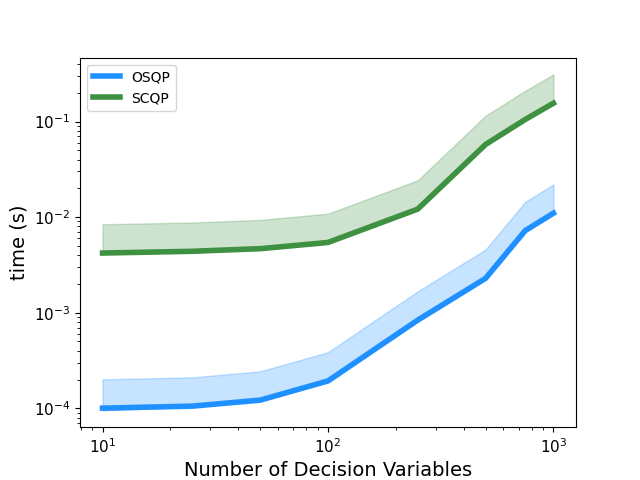 OSQP
SCQP
10⁻¹
10⁻²
10⁻³
10⁻⁴
time (s)
10¹ 10² 10³
Number of Decision Variables